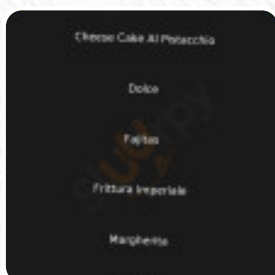 Cheese Cake Al Pistacchio
Dolce
Fajitas
Frittura Imperiale
Margherita